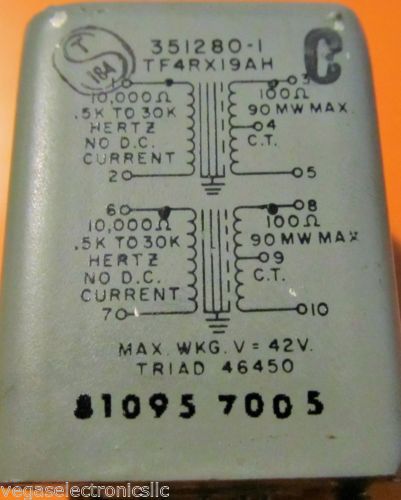 T
184
351280-1
TF4RX19AH
C
1
3
10,000Ω
.5K TO 30K
HERTZ
NO D.C.
CURRENT
2
100Ω
90 MW MAX.
4
C.T.
5
6
8
10,000Ω
.5K TO 30K
HERTZ
NO D.C.
CURRENT
7
100Ω
90 MW MAX
9
C.T.
10
MAX. WKG. V = 42V.
TRIAD 46450
81095 7005
© vegaselectronicsllc